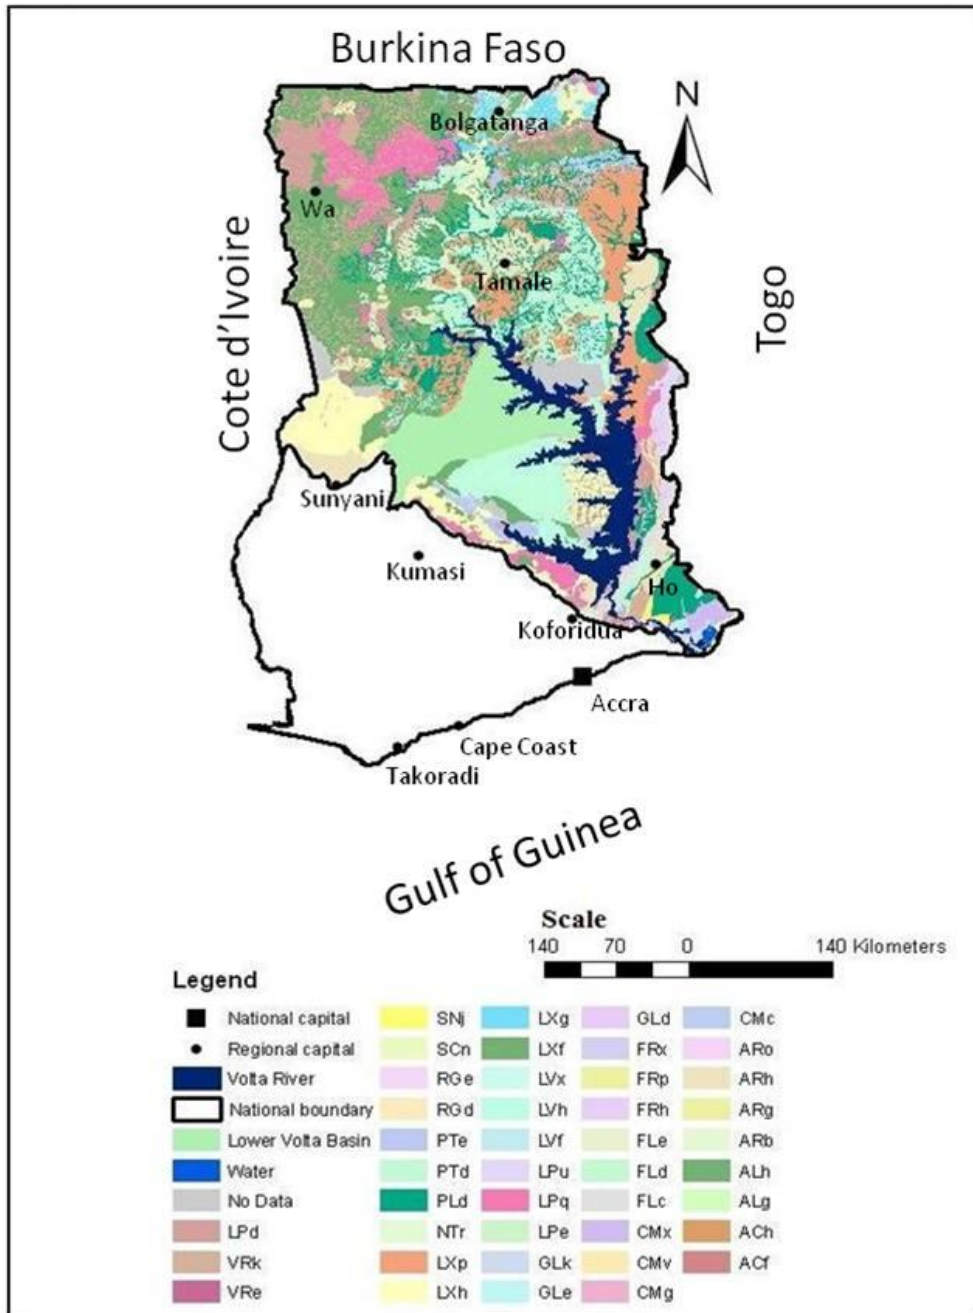 Burkina Faso
N
Bolgatanga
Wa
Cote d'Ivoire
Tamale
Togo
Sunyani
Kumasi
Ho
Koforidua
Accra
Cape Coast
Takoradi
Gulf of Guinea
Scale
140 70 0 140 Kilometers
Legend
National capital
Regional capital
Volta River
National boundary
Lower Volta Basin
Water
No Data
LPd
VRk
VRe
SNj
SCn
RGe
RGd
PTe
PTd
PLd
NTr
LXp
LXh
LXg
LXf
LVx
LVh
LVf
LPu
LPq
LPe
GLk
GLe
GLd
FRx
FRp
FRh
FLe
FLd
FLc
CMx
CMv
CMg
CMc
ARo
ARh
ARg
ARb
ALh
ALg
ACh
ACf